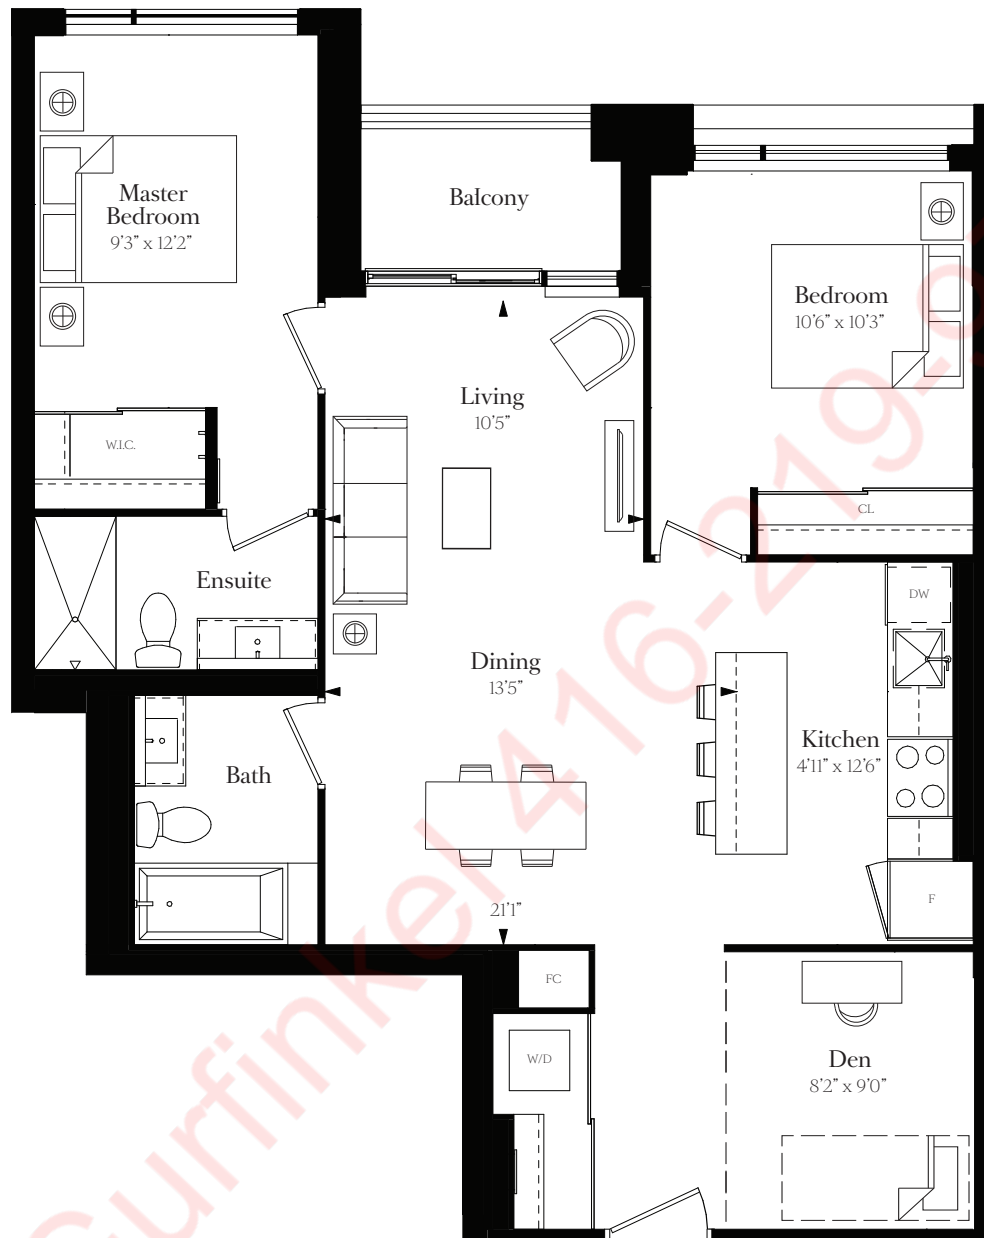 Master
Bedroom
9'3" x 12'2"
Balcony
Bedroom
10'6" x 10'3"
Living
10'5"
W.I.C.
CL
Ensuite
DW
Dining
13'5"
Kitchen
4'11" x 12'6"
Bath
F
21'1"
FC
W/D
Den
8'2" x 9'0"
Gurfinkel 416-219-9